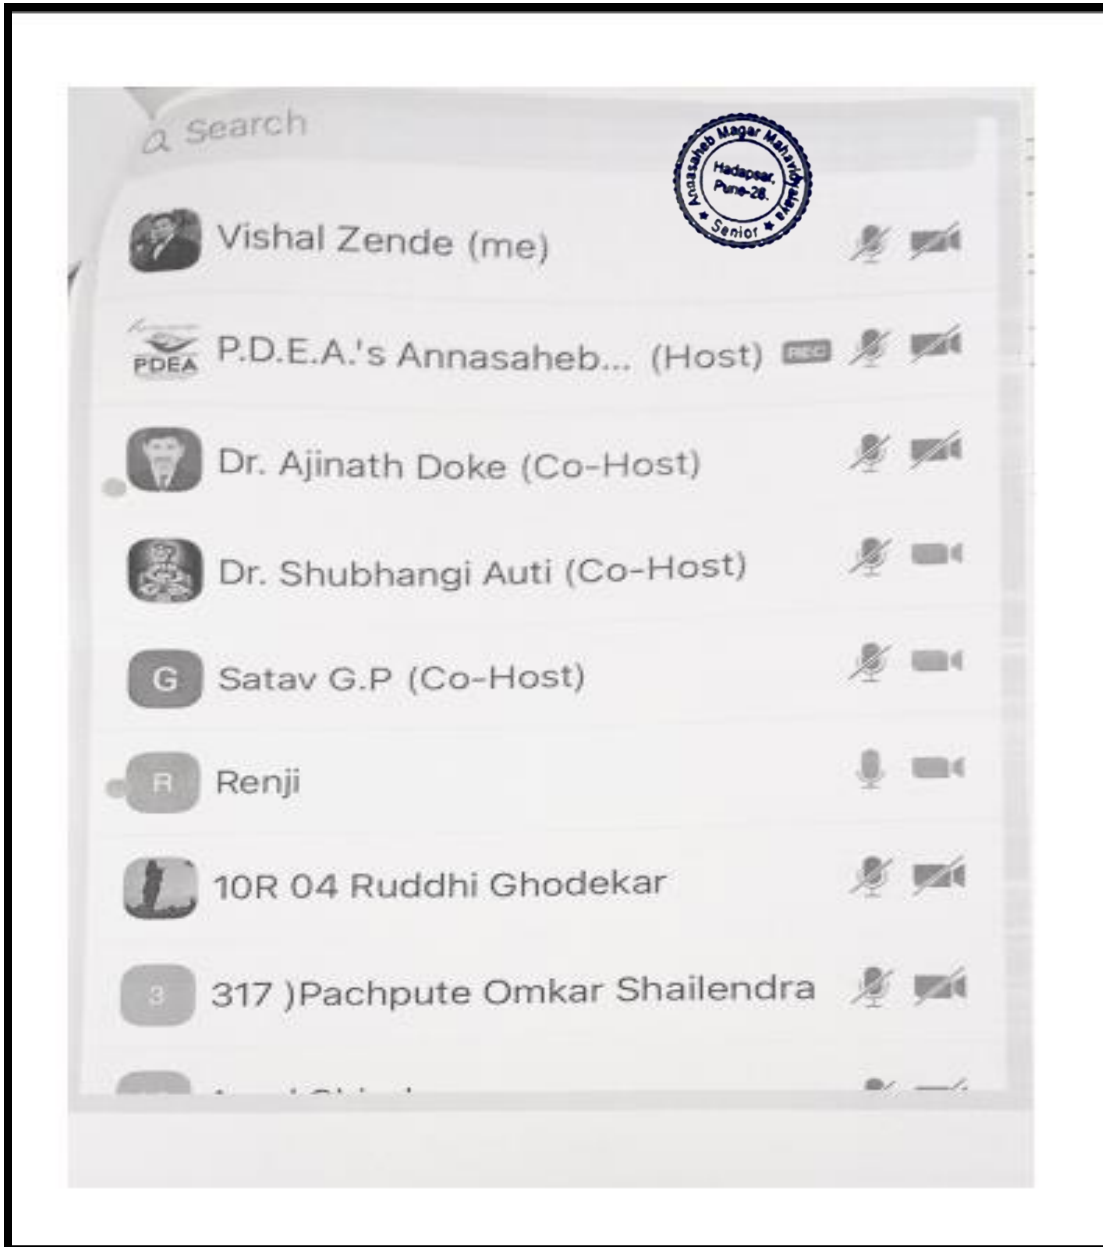 Search
Annasaheb Magar Mahavidyalaya
Hadapsar,
Pune-28.
★ Senior ★
Vishal Zende (me)
PDEA
P.D.E.A.'s Annasaheb... (Host) REC
Dr. Ajinath Doke (Co-Host)
Dr. Shubhangi Auti (Co-Host)
G Satav G.P (Co-Host)
R Renji
10R 04 Ruddhi Ghodekar
3 317 )Pachpute Omkar Shailendra